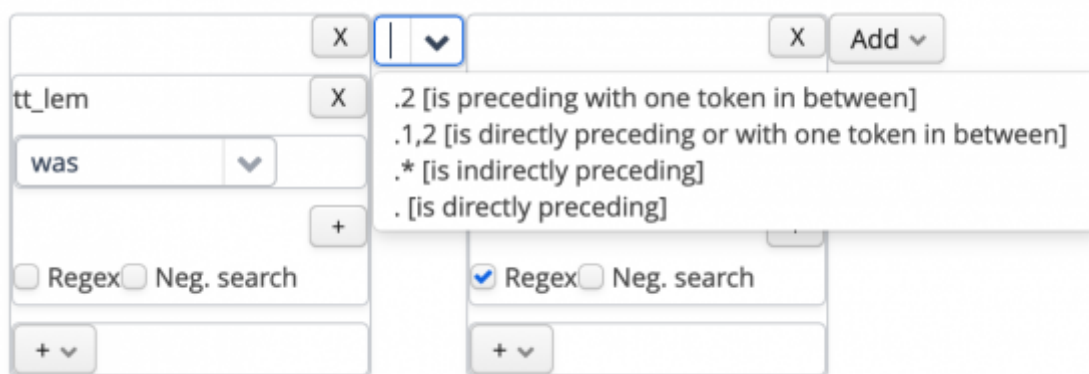 X
X
Add
tt_lem
X
.2 [is preceding with one token in between]
.1,2 [is directly preceding or with one token in between]
was
.* [is indirectly preceding]
. [is directly preceding]
+
Regex Neg. search
Regex Neg. search
+
+